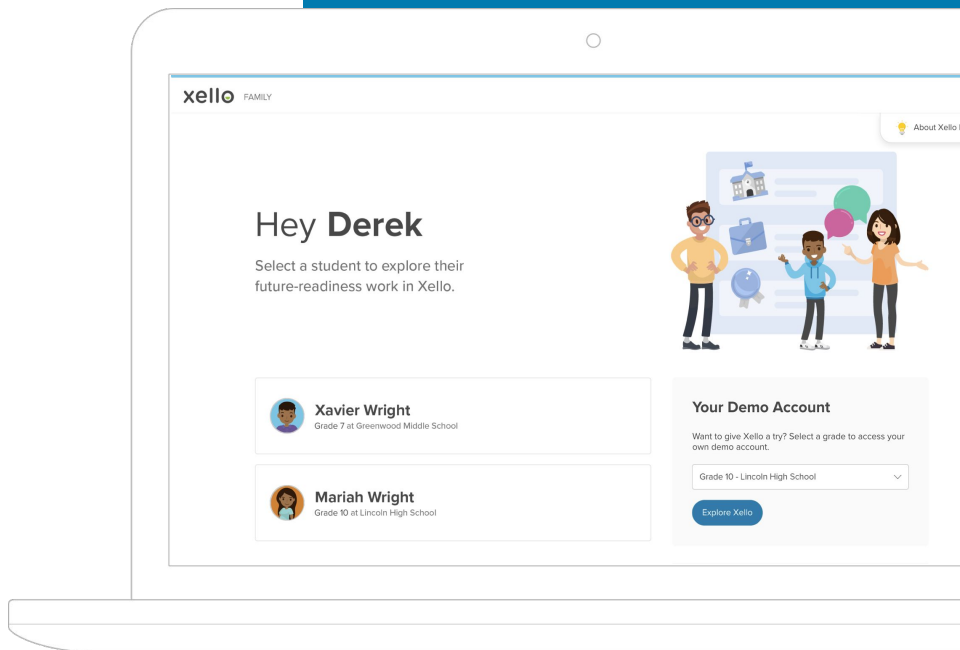 xello FAMILY
About Xello
Hey Derek
Select a student to explore their
future-readiness work in Xello.
Xavier Wright
Grade 7 at Greenwood Middle School
Mariah Wright
Grade 10 at Lincoln High School
Your Demo Account
Want to give Xello a try? Select a grade to access your
own demo account.
Grade 10 - Lincoln High School
Explore Xello